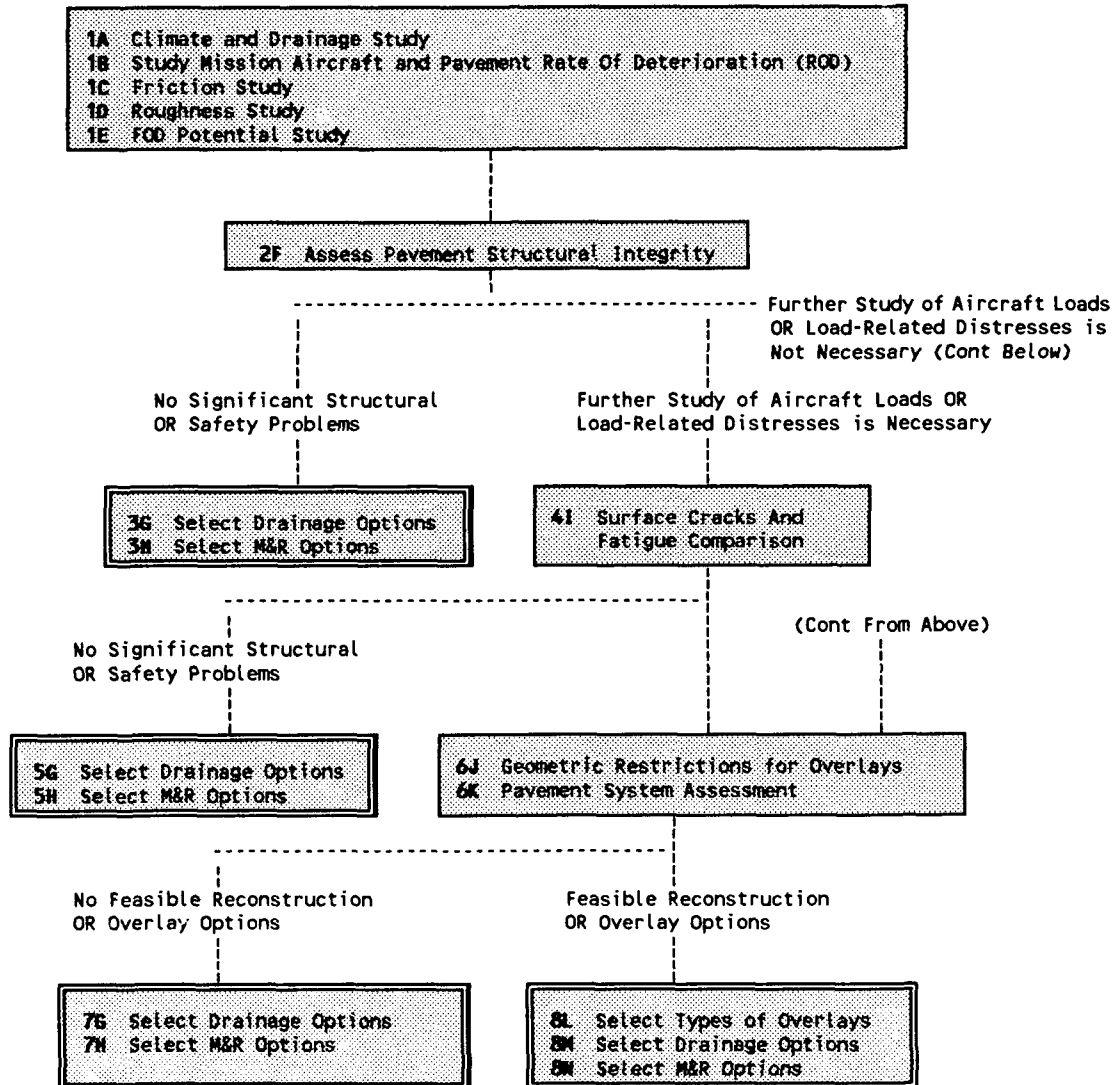 1A Climate and Drainage Study
1B Study Mission Aircraft and Pavement Rate Of Deterioration (ROD)
1C Friction Study
1D Roughness Study
1E FOD Potential Study
2F Assess Pavement Structural Integrity
Further Study of Aircraft Loads
OR Load-Related Distresses is
Not Necessary (Cont Below)
No Significant Structural
OR Safety Problems
Further Study of Aircraft Loads OR
Load-Related Distresses is Necessary
3G Select Drainage Options
3H Select M&R Options
4I Surface Cracks And
Fatigue Comparison
(Cont From Above)
No Significant Structural
OR Safety Problems
5G Select Drainage Options
5H Select M&R Options
6J Geometric Restrictions for Overlays
6K Pavement System Assessment
No Feasible Reconstruction
OR Overlay Options
Feasible Reconstruction
OR Overlay Options
7G Select Drainage Options
7H Select M&R Options
8L Select Types of Overlays
8M Select Drainage Options
8N Select M&R Options